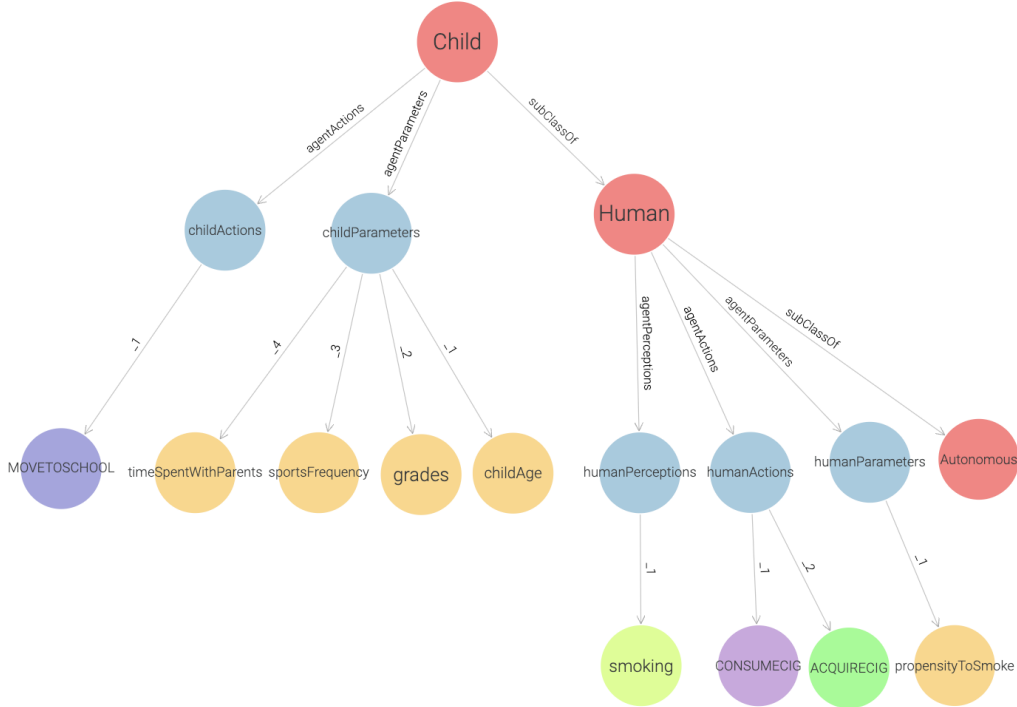 Child
agentActions
agentParameters
subClassOf
Human
childActions
childParameters
agentPerceptions
agentActions
agentParameters
subClassOf
_1
_4
_3
_2
_1
MOVETOSCHOOL
timeSpentWithParents
sportsFrequency
grades
childAge
humanPerceptions
humanActions
humanParameters
Autonomous
_1
_1
_2
_1
smoking
CONSUMECIG
ACQUIRECIG
propensityToSmoke